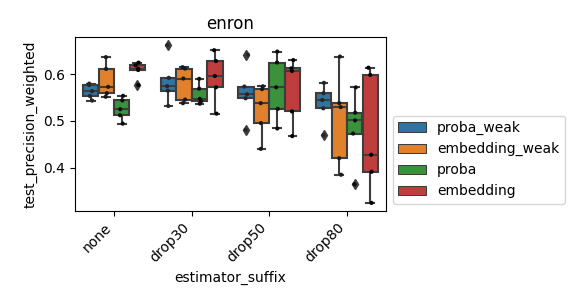 enron
test_precision_weighted
0.6
0.5
0.4
none
drop30
drop50
drop80
estimator_suffix
proba_weak
embedding_weak
proba
embedding